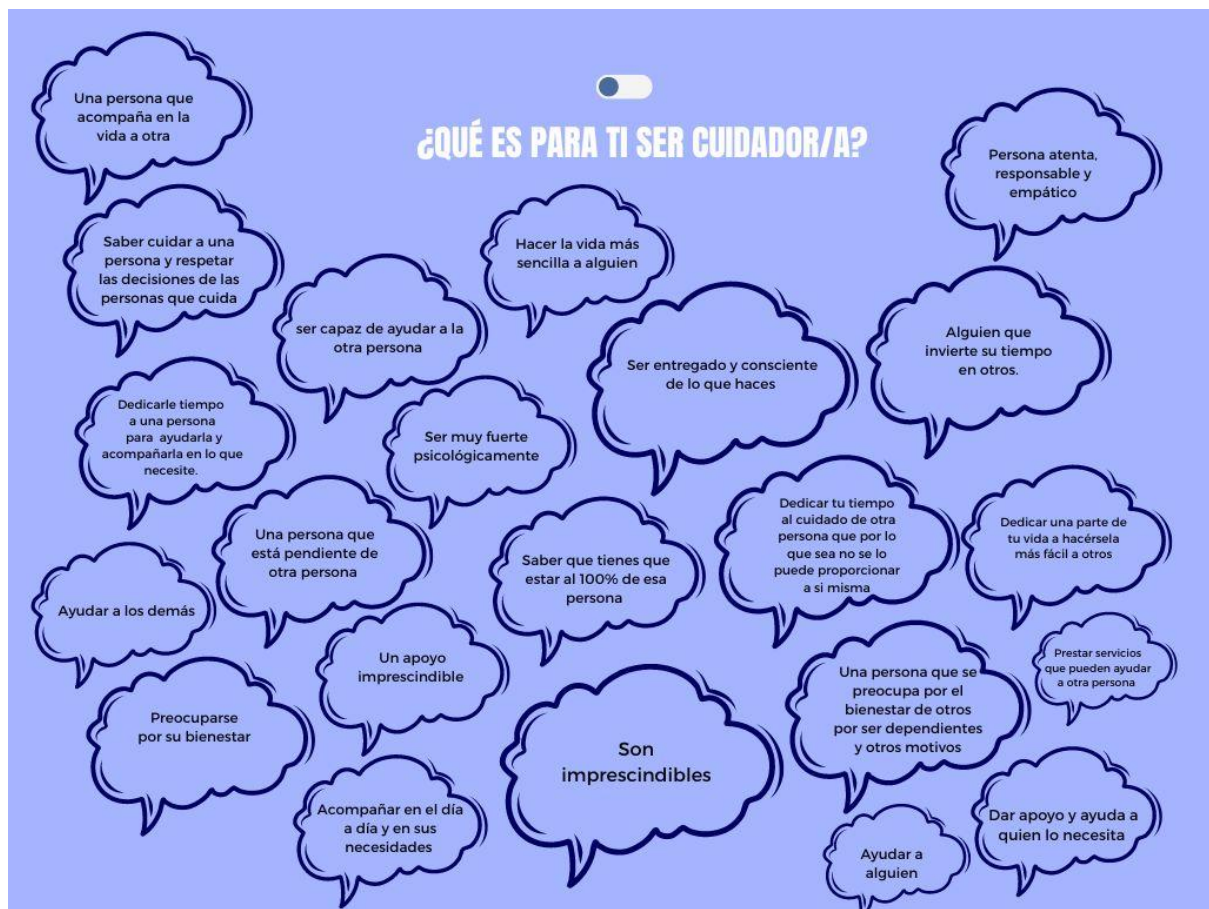 ¿QUÉ ES PARA TI SER CUIDADOR/A?
Una persona que
acompaña en la
vida a otra
Persona atenta,
responsable y
empático
Saber cuidar a una
persona y respetar
las decisiones de las
personas que cuida
Hacer la vida más
sencilla a alguien
ser capaz de ayudar a la
otra persona
Ser entregado y consciente
de lo que haces
Alguien que
invierte su tiempo
en otros.
Dedicarle tiempo
a una persona
para ayudarla y
acompañarla en lo que
necesite.
Ser muy fuerte
psicológicamente
Una persona que
está pendiente de
otra persona
Saber que tienes que
estar al 100% de esa
persona
Dedicar tu tiempo
al cuidado de otra
persona que por lo
que sea no se lo
puede proporcionar
a si misma
Dedicar una parte de
tu vida a hacérsela
más fácil a otros
Ayudar a los demás
Un apoyo
imprescindible
Prestar servicios
que pueden ayudar
a otra persona
Preocuparse
por su bienestar
Son
imprescindibles
Una persona que se
preocupa por el
bienestar de otros
por ser dependientes
y otros motivos
Acompañar en el día
a día y en sus
necesidades
Dar apoyo y ayuda a
quien lo necesita
Ayudar a
alguien